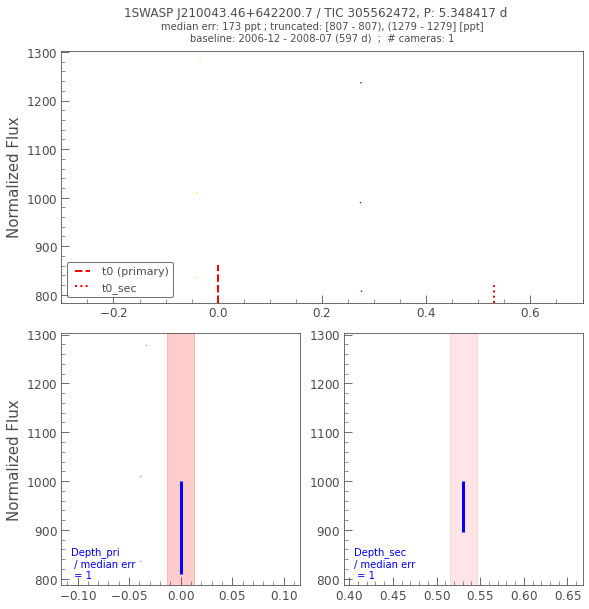 1SWASP J210043.46+642200.7 / TIC 305562472, P: 5.348417 d
median err: 173 ppt ; truncated: [807 - 807), (1279 - 1279] [ppt]
baseline: 2006-12 - 2008-07 (597 d)  ;  # cameras: 1
Normalized Flux
1300
1200
1100
1000
900
800
t0 (primary)
t0_sec
−0.2 0.0 0.2 0.4 0.6
Normalized Flux
1300
1200
1100
1000
900
800
Depth_pri
/ median err
= 1
−0.10 −0.05 0.00 0.05 0.10
1300
1200
1100
1000
900
800
Depth_sec
/ median err
= 1
0.40 0.45 0.50 0.55 0.60 0.65